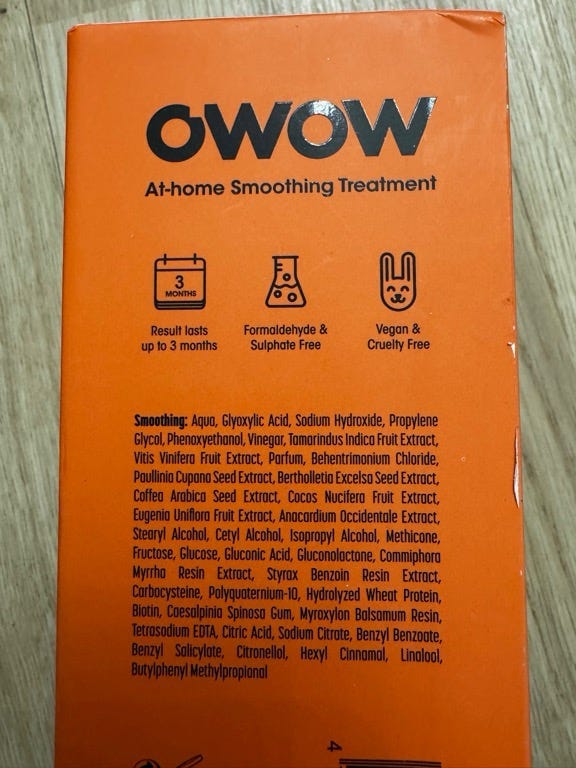 OWOW
At-home Smoothing Treatment
3
MONTHS
Result lasts
up to 3 months
Formaldehyde &
Sulphate Free
Vegan &
Cruelty Free
Smoothing: Aqua, Glyoxylic Acid, Sodium Hydroxide, Propylene
Glycol, Phenoxyethanol, Vinegar, Tamarindus Indica Fruit Extract,
Vitis Vinifera Fruit Extract, Parfum, Behentrimonium Chloride,
Paullinia Cupana Seed Extract, Bertholletia Excelsa Seed Extract,
Coffea Arabica Seed Extract, Cocos Nucifera Fruit Extract,
Eugenia Uniflora Fruit Extract, Anacardium Occidentale Extract,
Stearyl Alcohol, Cetyl Alcohol, Isopropyl Alcohol, Methicone,
Fructose, Glucose, Gluconic Acid, Gluconolactone, Commiphora
Myrrha Resin Extract, Styrax Benzoin Resin Extract,
Carbocysteine, Polyquaternium-10, Hydrolyzed Wheat Protein,
Biotin, Caesalpinia Spinosa Gum, Myroxylon Balsamum Resin,
Tetrasodium EDTA, Citric Acid, Sodium Citrate, Benzyl Benzoate,
Benzyl Salicylate, Citronellol, Hexyl Cinnamal, Linalool,
Butylphenyl Methylpropional
4